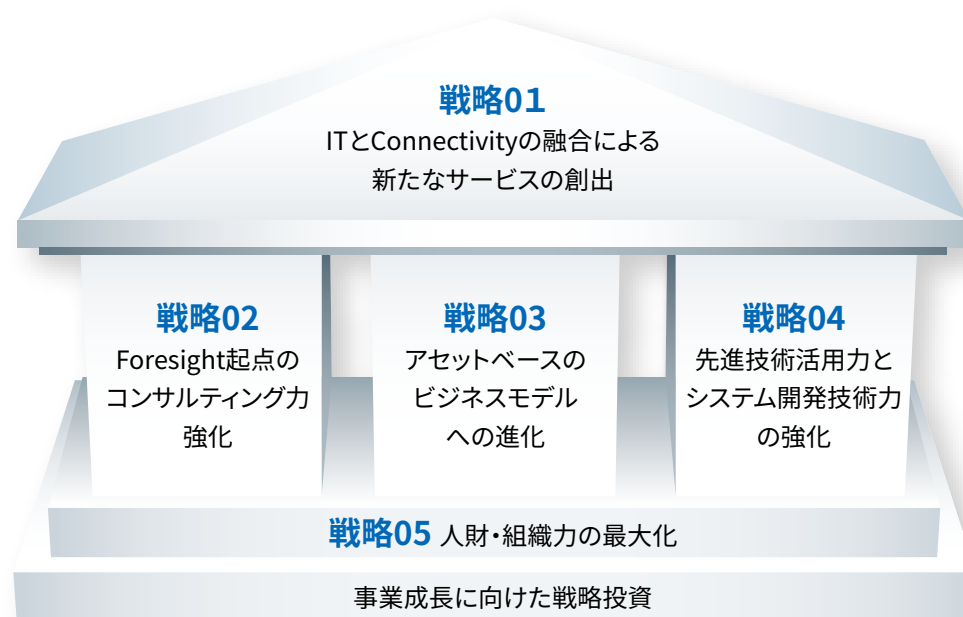 戦略01
ITとConnectivityの融合による
新たなサービスの創出
戦略02
Foresight起点の
コンサルティング力
強化
戦略03
アセットベースの
ビジネスモデル
への進化
戦略04
先進技術活用力と
システム開発技術力
の強化
戦略05 人財・組織力の最大化
事業成長に向けた戦略投資